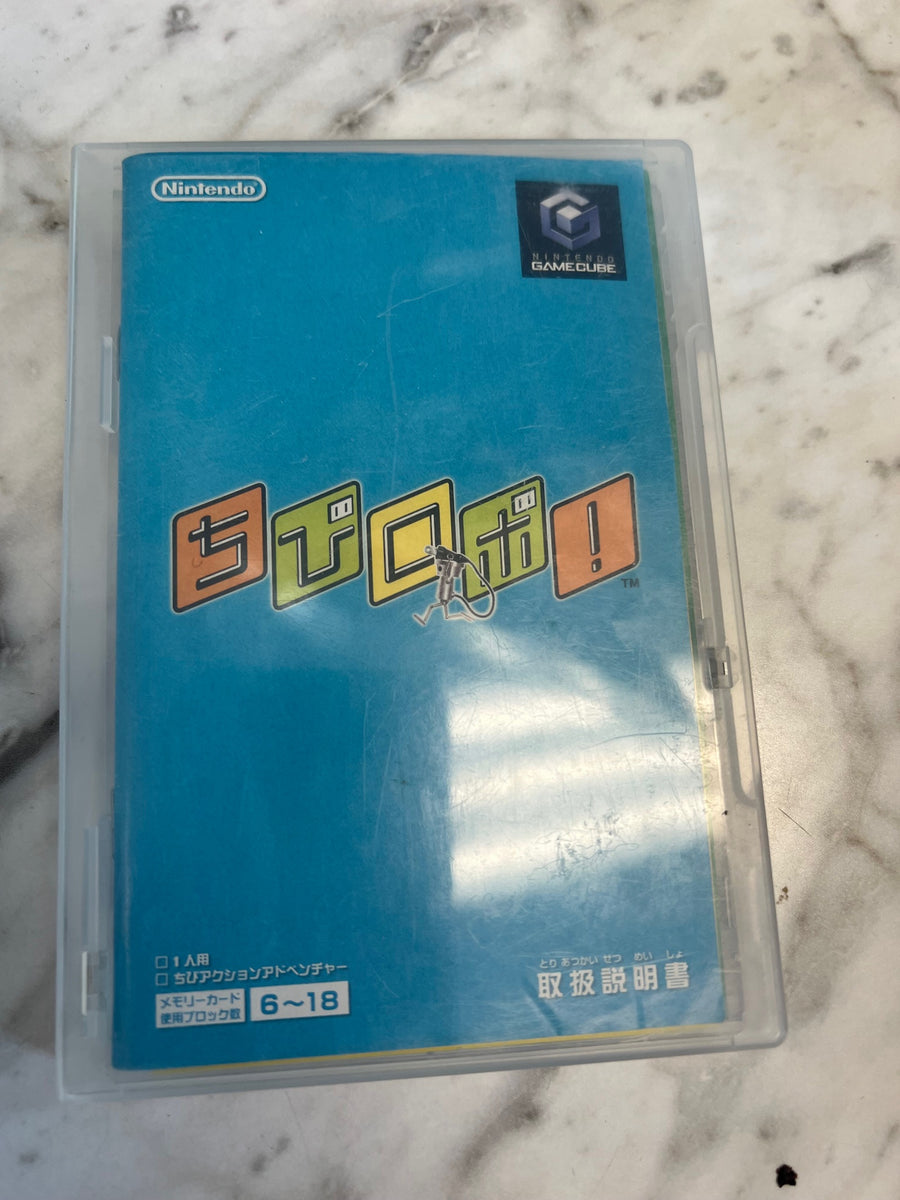 Nintendo
NINTENDO
GAMECUBE
ちびロボ!
TM
1人用
ちびアクションアドベンチャー
メモリーカード
使用ブロック数
6～18
とりあつかいせつめいしょ
取扱説明書